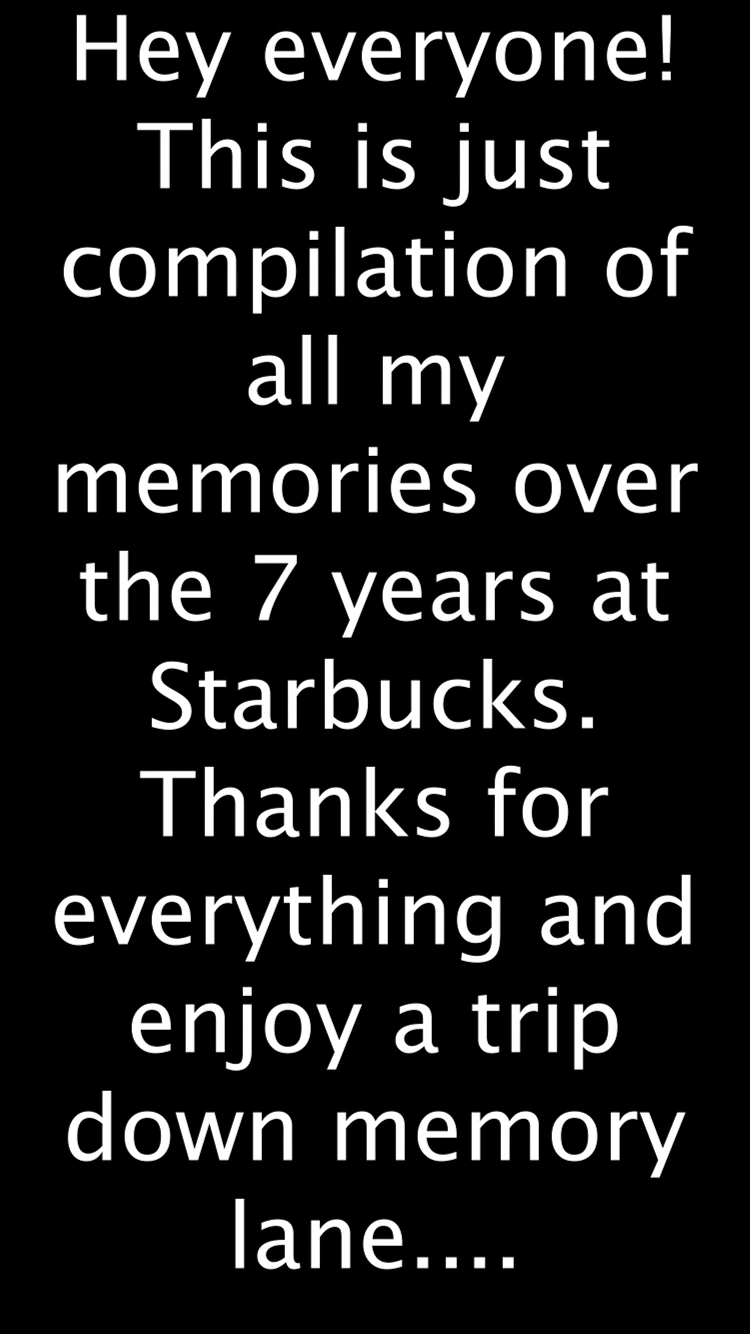 Hey everyone!
This is just
compilation of
all my
memories over
the 7 years at
Starbucks.
Thanks for
everything and
enjoy a trip
down memory
lane....